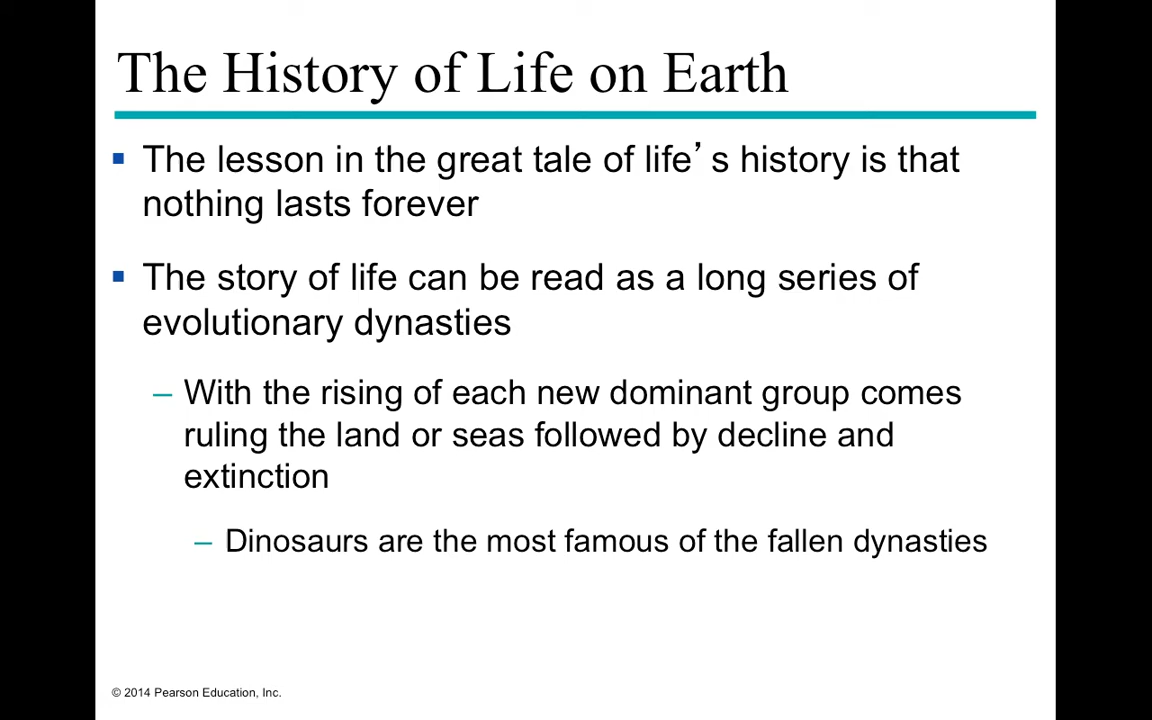 The History of Life on Earth
▪ The lesson in the great tale of life’s history is that
nothing lasts forever
▪ The story of life can be read as a long series of
evolutionary dynasties
– With the rising of each new dominant group comes
ruling the land or seas followed by decline and
extinction
– Dinosaurs are the most famous of the fallen dynasties
© 2014 Pearson Education, Inc.